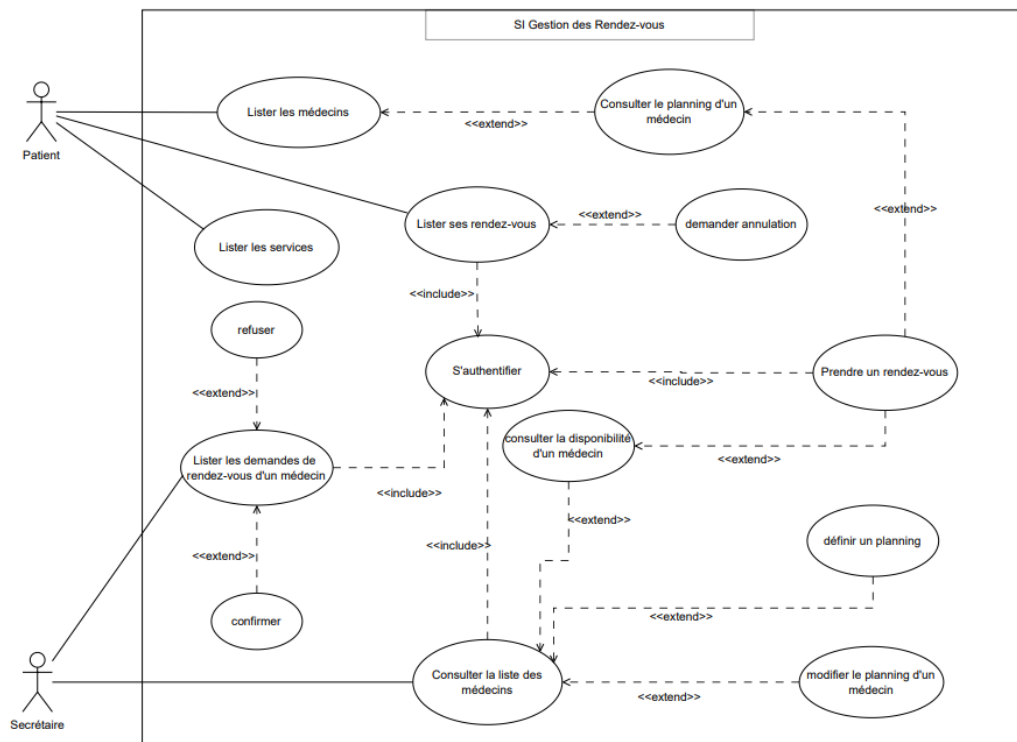 SI Gestion des Rendez-vous
Patient
Lister les médecins
<<extend>>
Consulter le planning d'un
médecin
<<extend>>
Lister ses rendez-vous
<<extend>>
demander annulation
Lister les services
<<include>>
refuser
S'authentifier
<<include>>
Prendre un rendez-vous
<<extend>>
consulter la disponibilité
d'un médecin
<<extend>>
Lister les demandes de
rendez-vous d'un médecin
<<include>>
<<extend>>
<<include>>
définir un planning
<<extend>>
<<extend>>
confirmer
Secrétaire
Consulter la liste des
médecins
<<extend>>
modifier le planning d'un
médecin